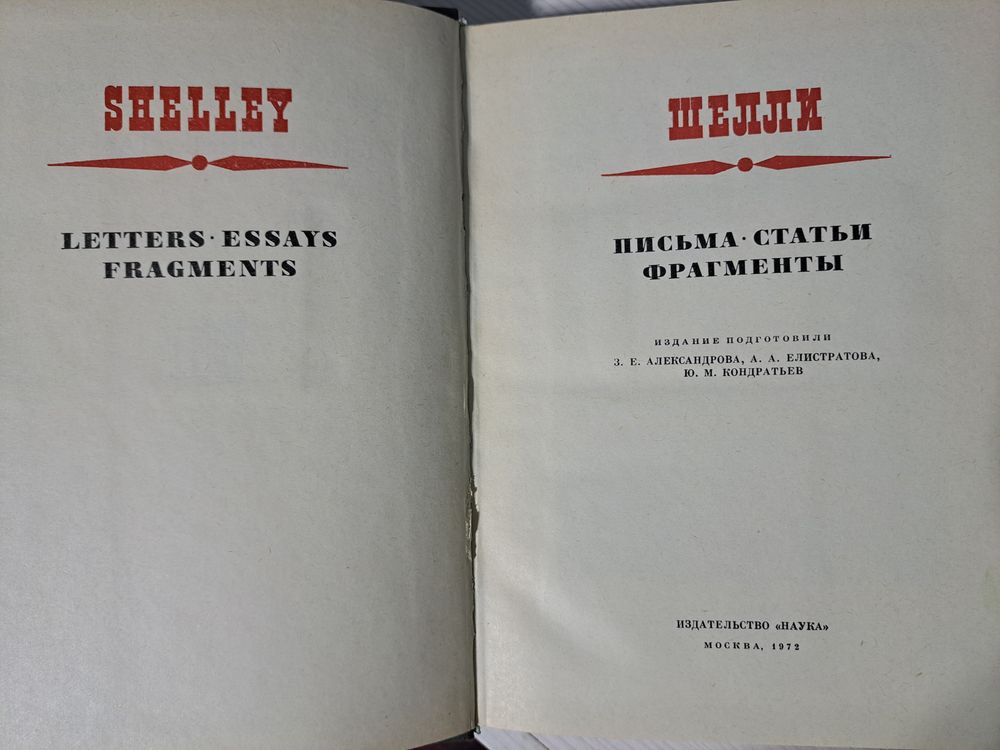 SHELLEY
LETTERS · ESSAYS
FRAGMENTS
ШЕЛЛИ
ПИСЬМА · СТАТЬИ
ФРАГМЕНТЫ
ИЗДАНИЕ ПОДГОТОВИЛИ
З. Е. АЛЕКСАНДРОВА, А. А. ЕЛИСТРАТОВА,
Ю. М. КОНДРАТЬЕВ
ИЗДАТЕЛЬСТВО «НАУКА»
МОСКВА, 1972